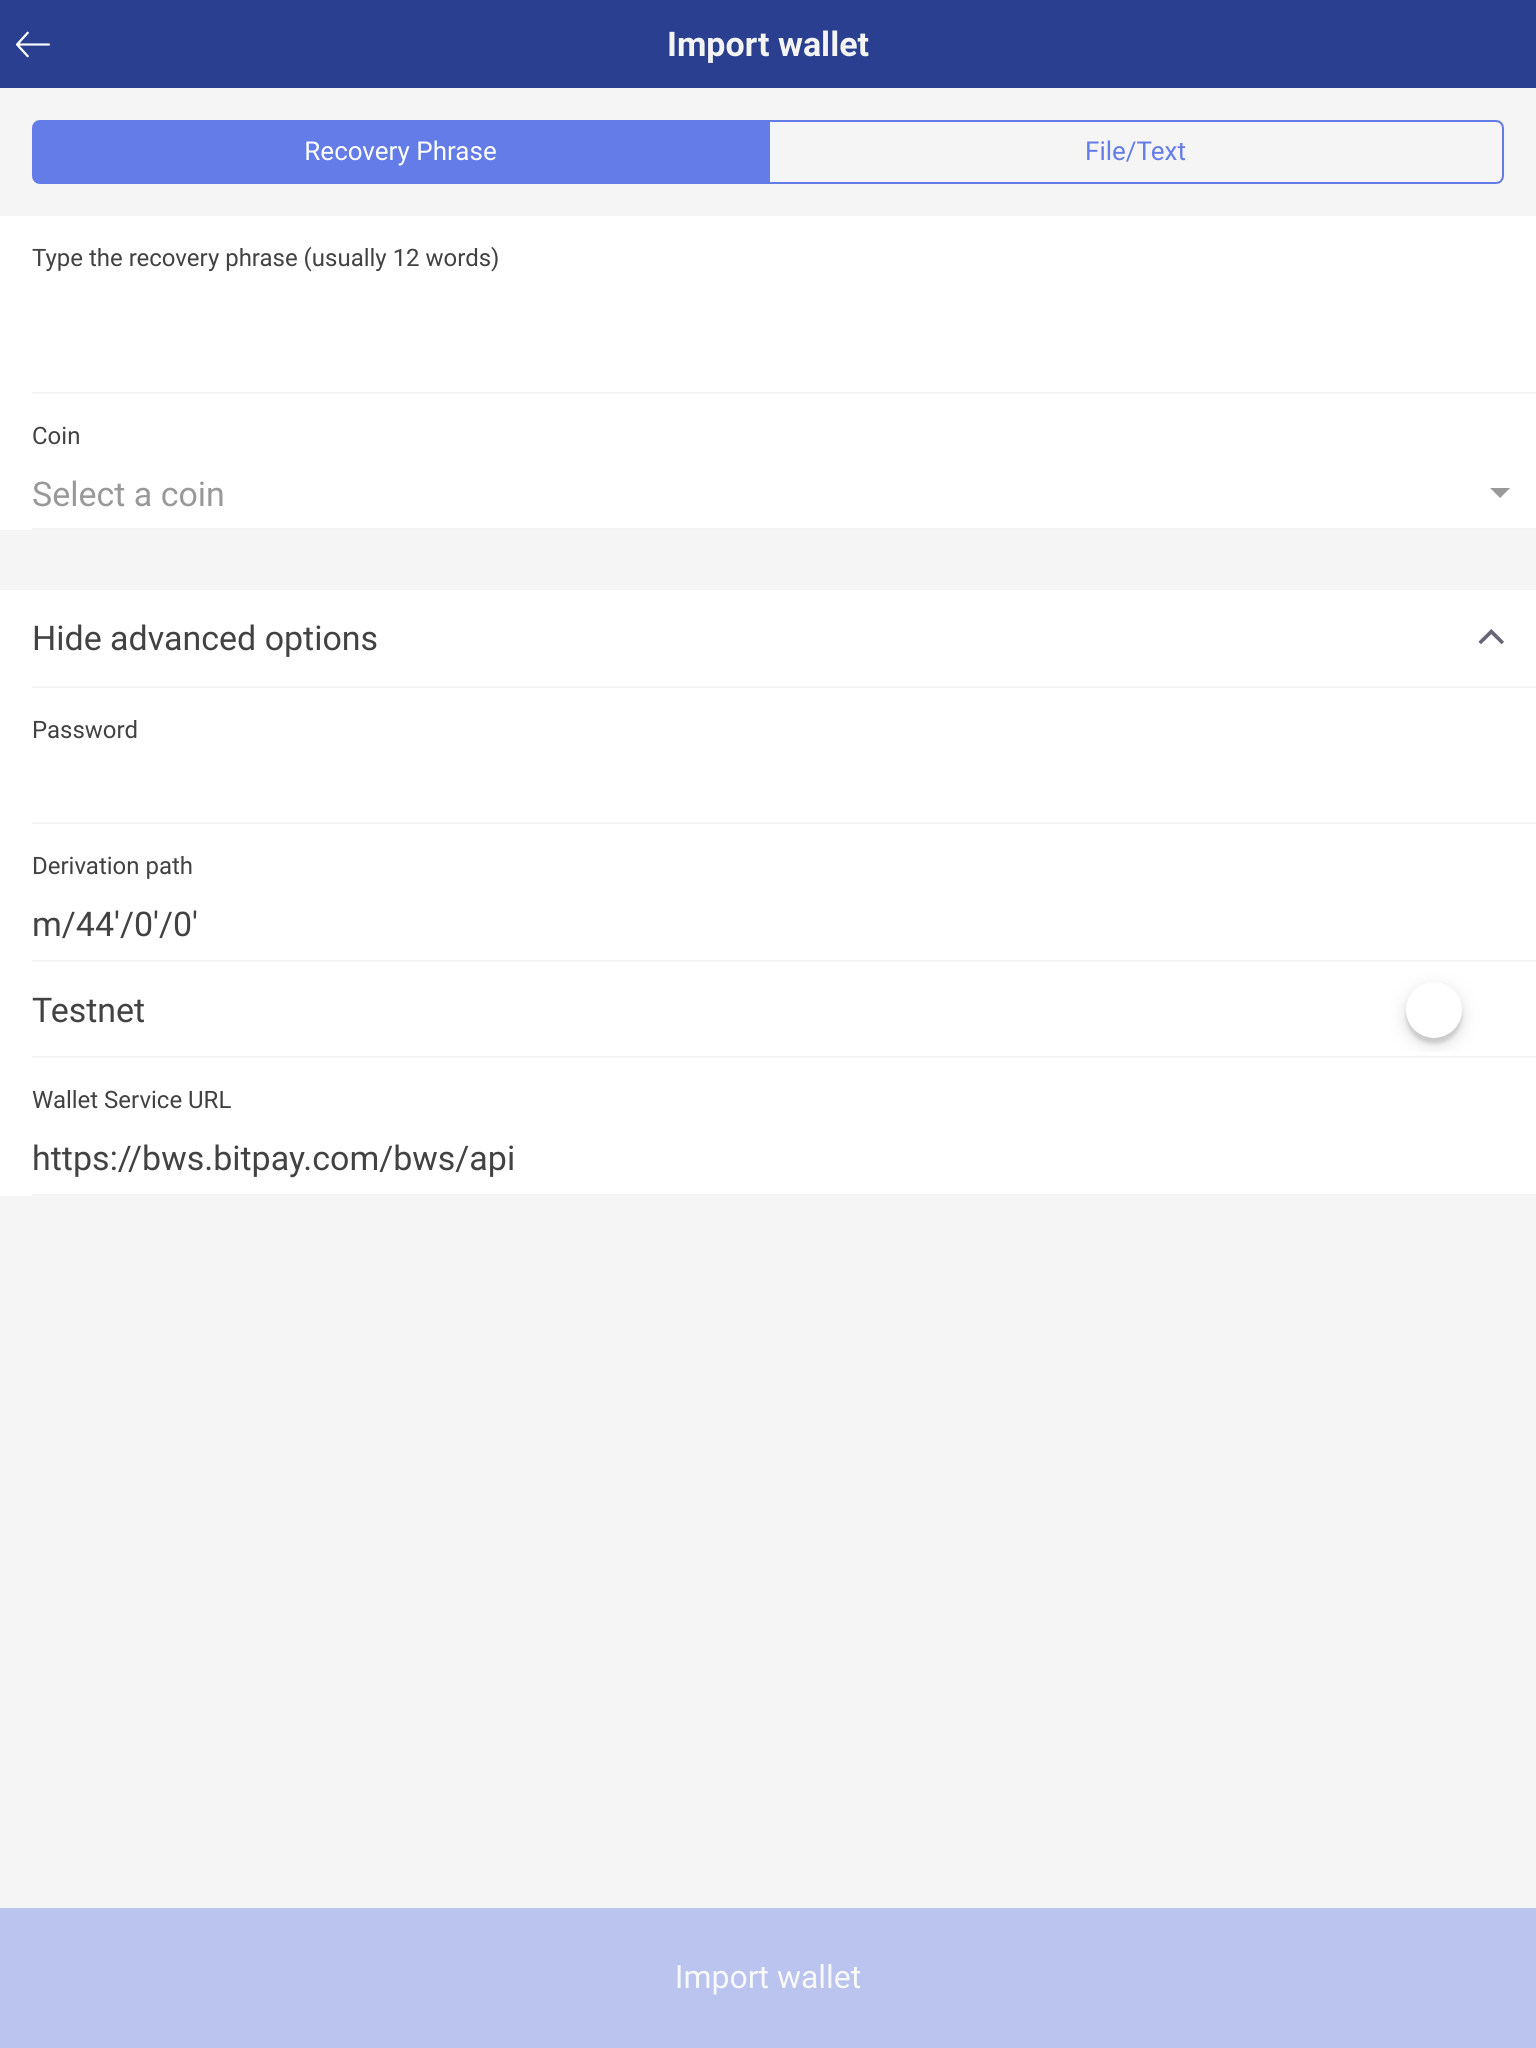 Import wallet
Recovery Phrase
File/Text
Type the recovery phrase (usually 12 words)
Coin
Select a coin
Hide advanced options
Password
Derivation path
m/44'/0'/0'
Testnet
Wallet Service URL
https://bws.bitpay.com/bws/api
Import wallet